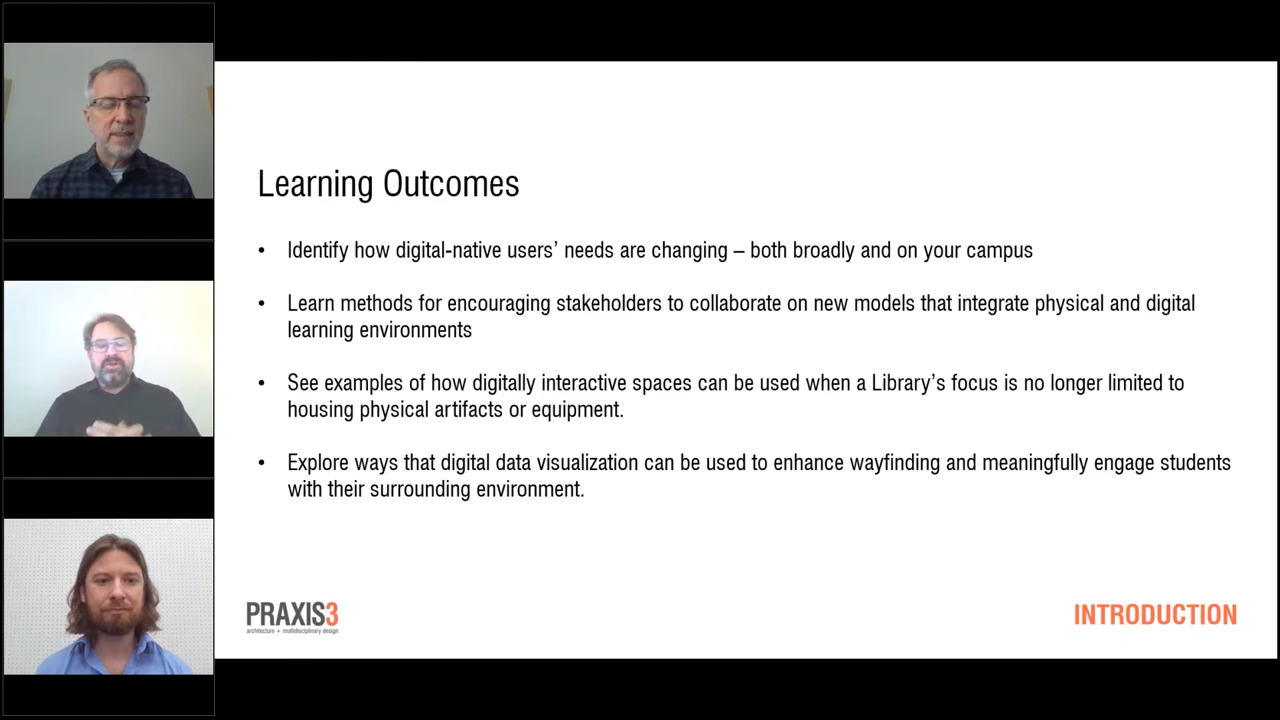 Learning Outcomes
• Identify how digital-native users’ needs are changing – both broadly and on your campus
• Learn methods for encouraging stakeholders to collaborate on new models that integrate physical and digital
learning environments
• See examples of how digitally interactive spaces can be used when a Library’s focus is no longer limited to
housing physical artifacts or equipment.
• Explore ways that digital data visualization can be used to enhance wayfinding and meaningfully engage students
with their surrounding environment.
PRAXIS3
architecture + multidisciplinary design
INTRODUCTION